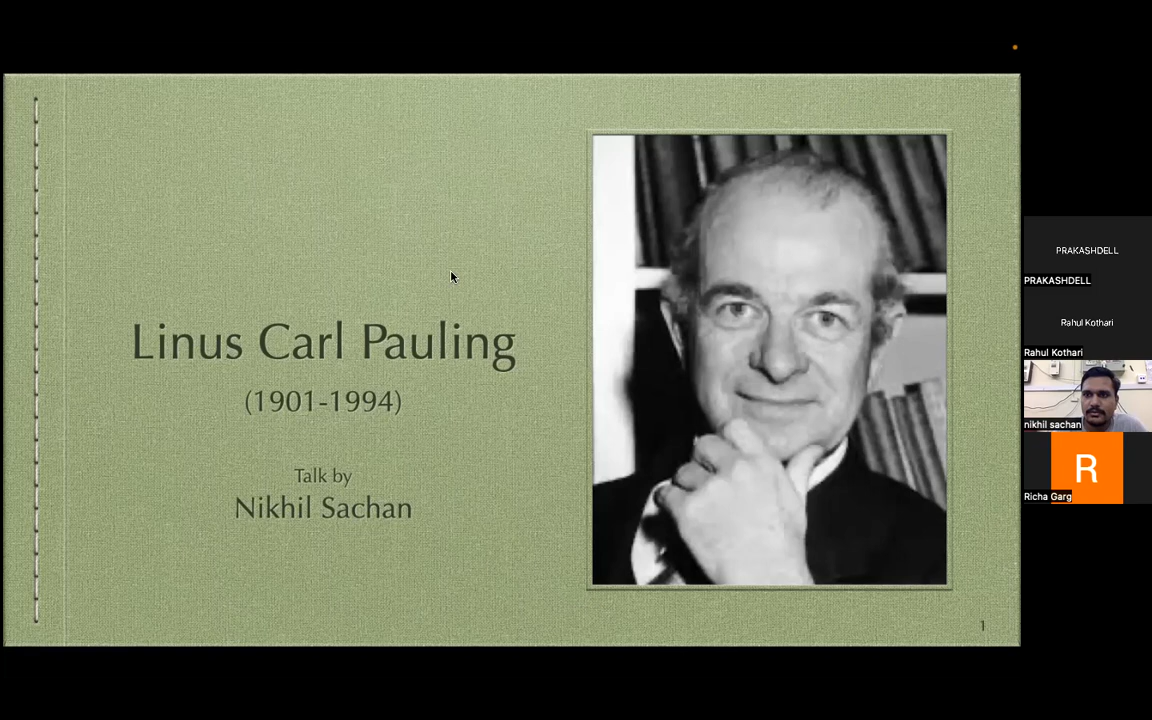 Linus Carl Pauling
(1901-1994)
Talk by
Nikhil Sachan
1
PRAKASHDELL
PRAKASHDELL
Rahul Kothari
Rahul Kothari
nikhil sachan
R
Richa Garg